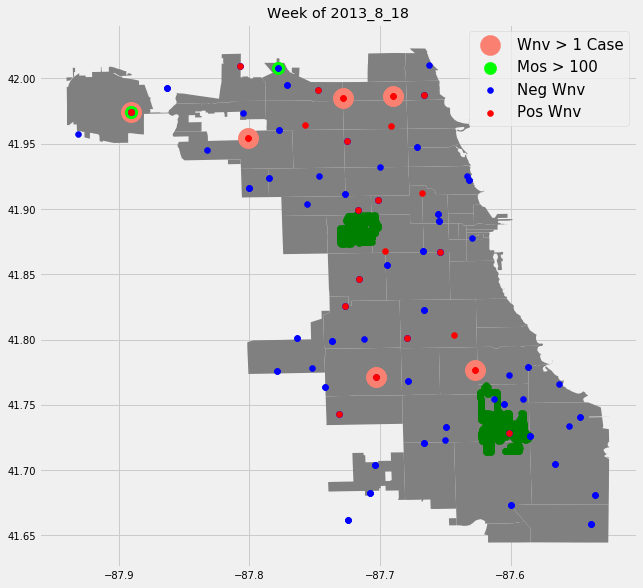 Week of 2013_8_18
Wnv > 1 Case
Mos > 100
Neg Wnv
Pos Wnv
42.00
41.95
41.90
41.85
41.80
41.75
41.70
41.65
−87.9
−87.8
−87.7
−87.6